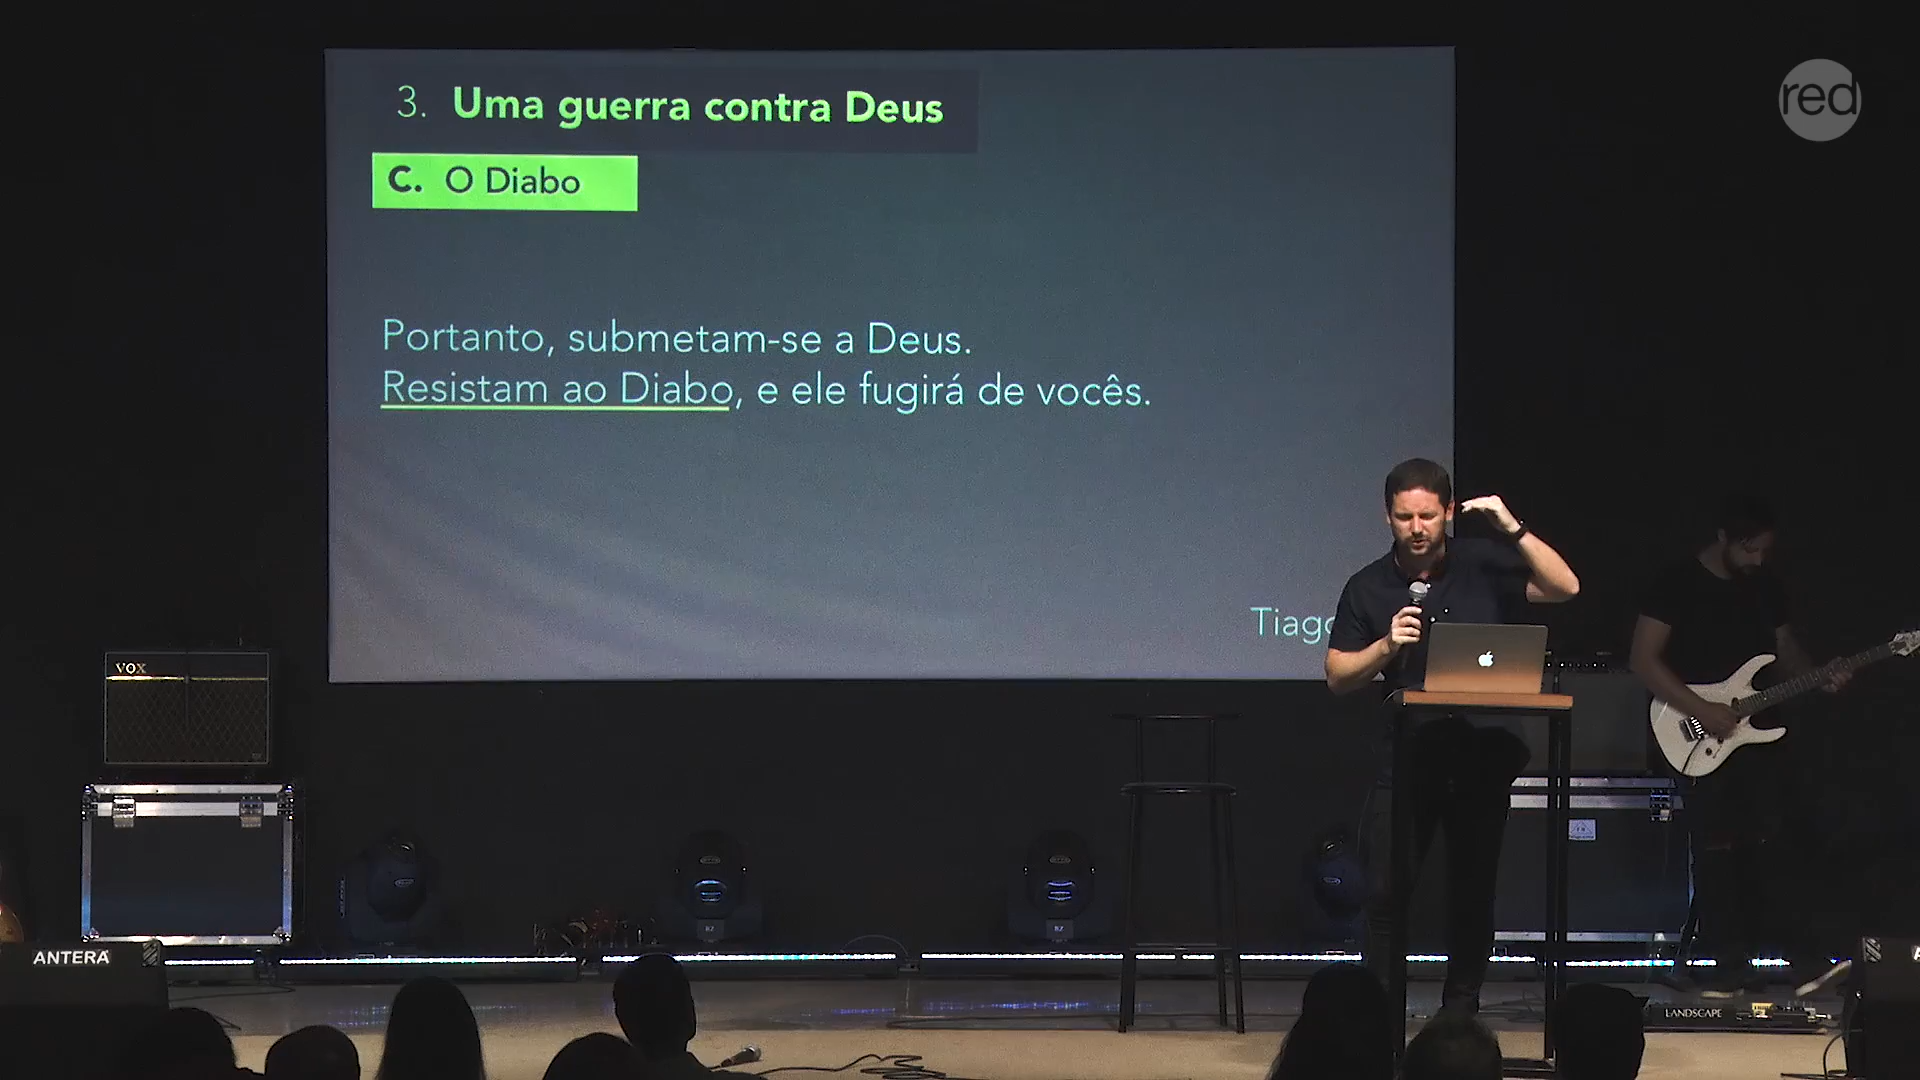 red
3. Uma guerra contra Deus
C. O Diabo
Portanto, submetam-se a Deus.
Resistam ao Diabo, e ele fugirá de vocês.
VOX
ANTERA
LANDSCAPE